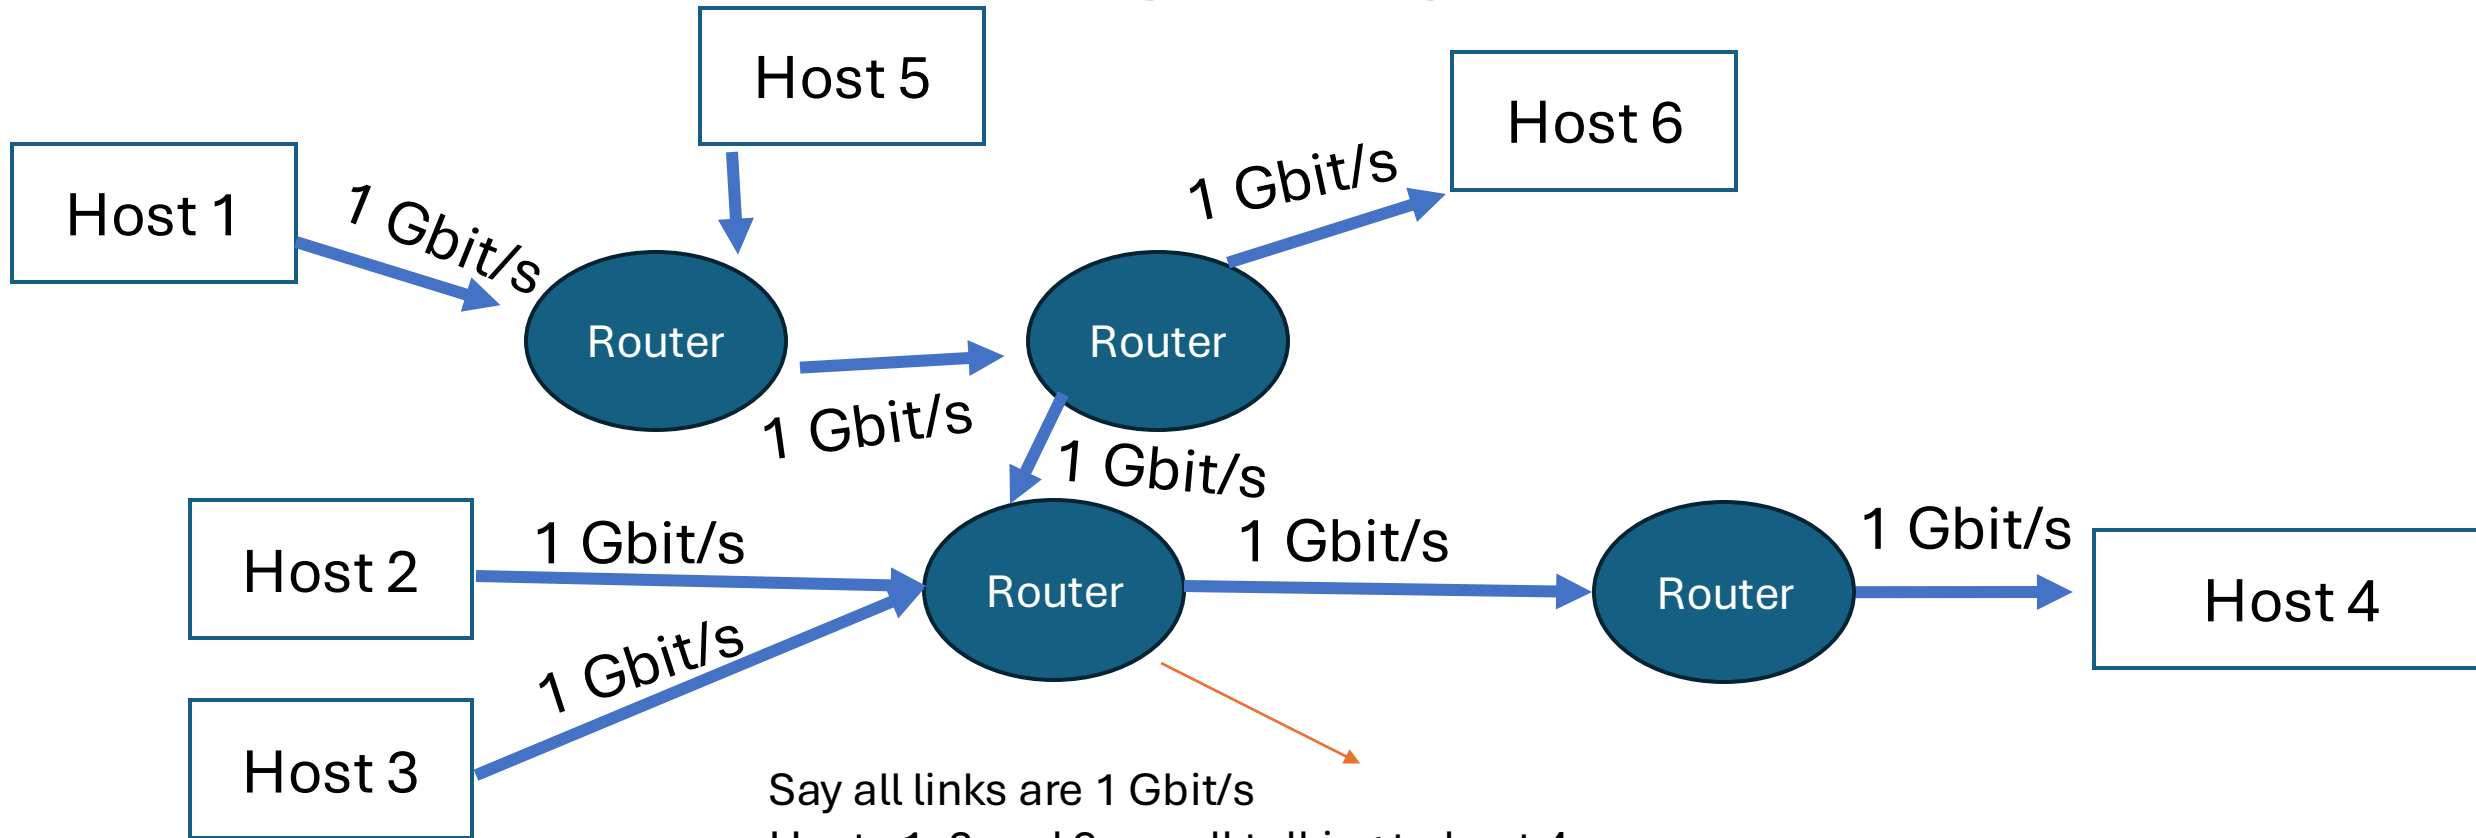 Host 5
Host 6
Host 1
1 Gbit/s
1 Gbit/s
Router
Router
1 Gbit/s
1 Gbit/s
Host 2
1 Gbit/s
1 Gbit/s
1 Gbit/s
Host 4
Router
Router
1 Gbit/s
Host 3
Say all links are 1 Gbit/s